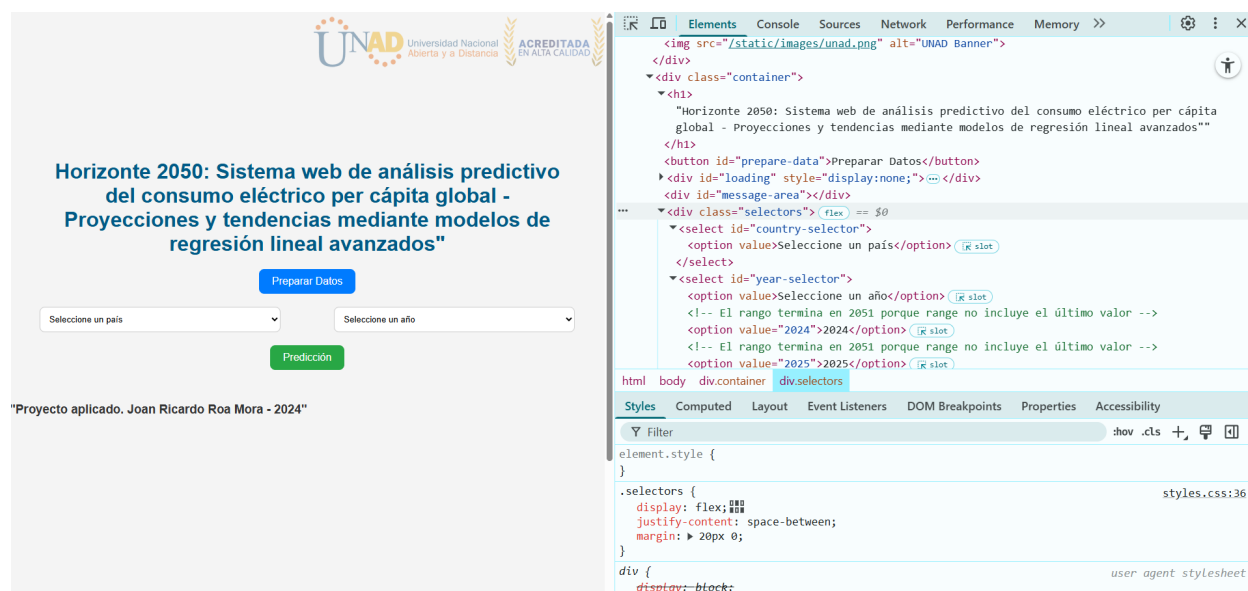 UNAD Universidad Nacional
Abierta y a Distancia
ACREDITADA
EN ALTA CALIDAD
Horizonte 2050: Sistema web de análisis predictivo
del consumo eléctrico per cápita global -
Proyecciones y tendencias mediante modelos de
regresión lineal avanzados"
Preparar Datos
Seleccione un país
Seleccione un año
Predicción
"Proyecto aplicado. Joan Ricardo Roa Mora - 2024"
Elements Console Sources Network Performance Memory
<img src="/static/images/unad.png" alt="UNAD Banner">
</div>
<div class="container">
<h1>
"Horizonte 2050: Sistema web de análisis predictivo del consumo eléctrico per cápita
global - Proyecciones y tendencias mediante modelos de regresión lineal avanzados""
</h1>
<button id="prepare-data">Preparar Datos</button>
<div id="loading" style="display:none;">…</div>
<div id="message-area"></div>
<div class="selectors"> flex == $0
<select id="country-selector">
<option value>Seleccione un país</option> slot
</select>
<select id="year-selector">
<option value>Seleccione un año</option> slot
<!-- El rango termina en 2051 porque range no incluye el último valor -->
<option value="2024">2024</option> slot
<!-- El rango termina en 2051 porque range no incluye el último valor -->
<option value="2025">2025</option> slot
html body div.container div.selectors
Styles Computed Layout Event Listeners DOM Breakpoints Properties Accessibility
Filter :hov .cls
element.style {
}
.selectors { styles.css:36
display: flex;
justify-content: space-between;
margin: 20px 0;
}
div { user agent stylesheet
display: block;